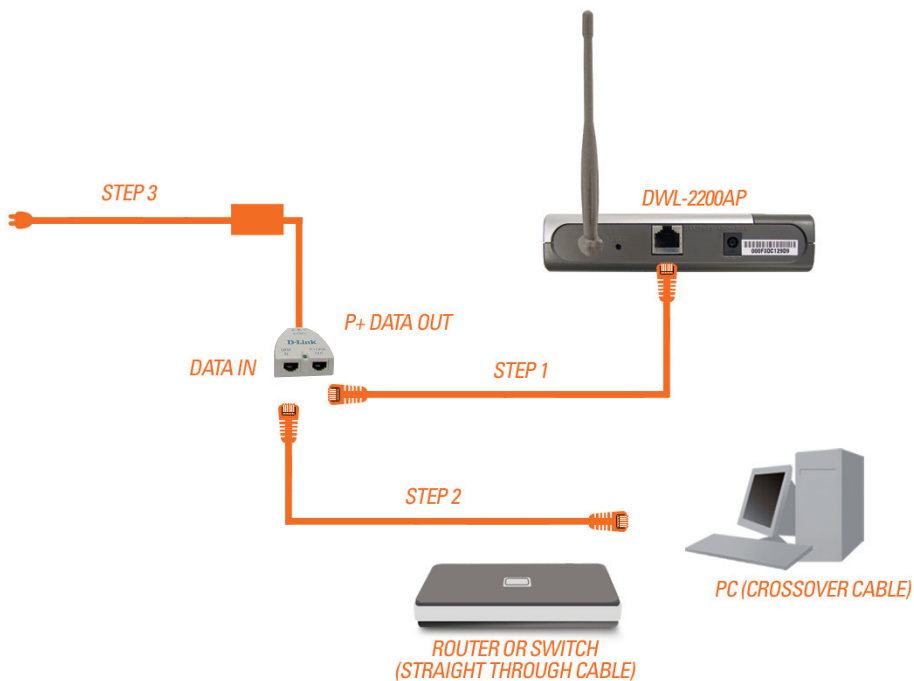 STEP 3
DWL-2200AP
000F50C12909
P+ DATA OUT
D-Link
DATA IN
STEP 1
STEP 2
PC (CROSSOVER CABLE)
ROUTER OR SWITCH
(STRAIGHT THROUGH CABLE)